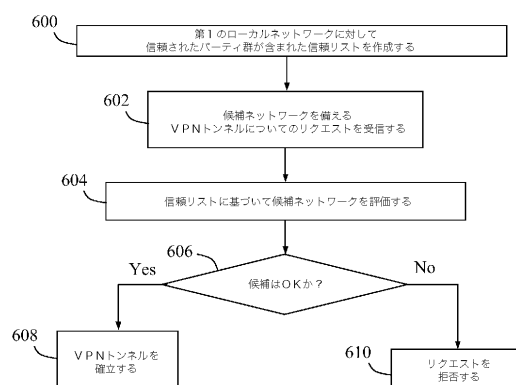 600
第1のローカルネットワークに対して
信頼されたパーティ群が含まれた信頼リストを作成する
602
候補ネットワークを備える
VPNトンネルについてのリクエストを受信する
604
信頼リストに基づいて候補ネットワークを評価する
606
Yes
候補はOKか？
No
608
VPNトンネルを
確立する
610
リクエストを
拒否する